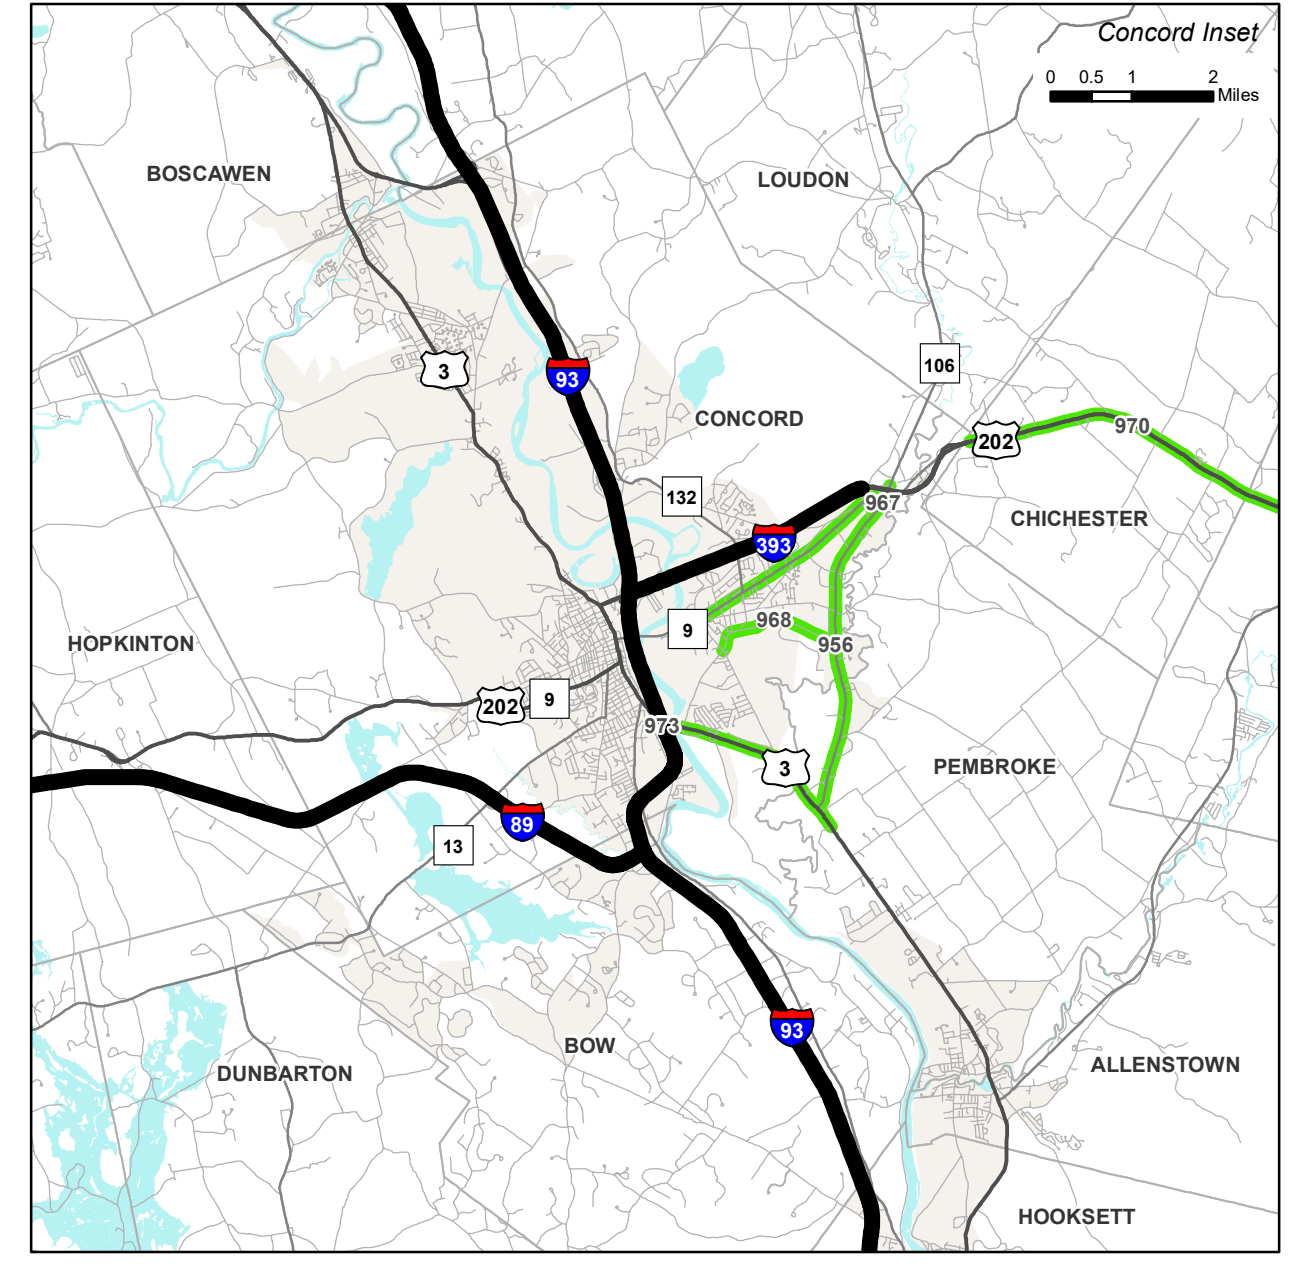 Concord Inset
0 0.5 1 2
Miles
BOSCAWEN
LOUDON
106
3
93
CONCORD
970
202
132
967
CHICHESTER
393
9
968
HOPKINTON
956
202
9
973
3
PEMBROKE
89
13
93
BOW
ALLENSTOWN
DUNBARTON
HOOKSETT